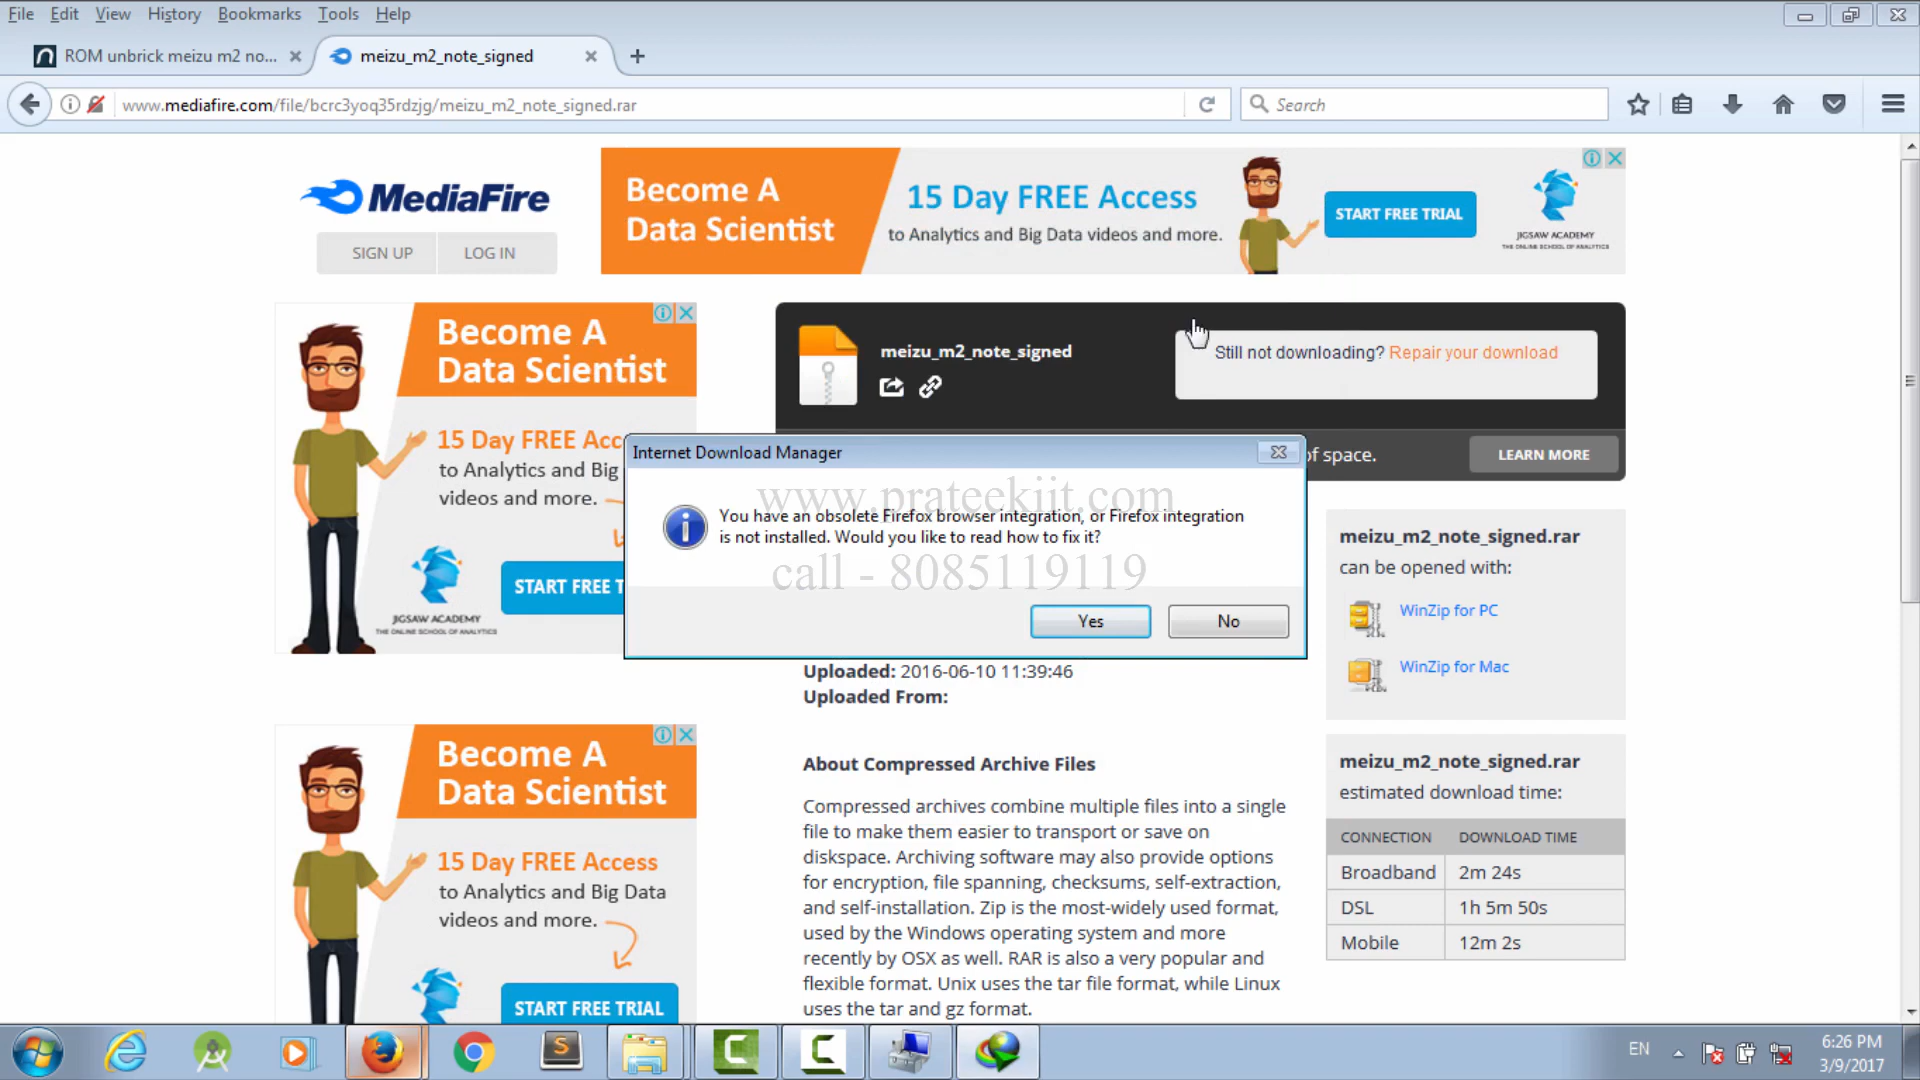 File Edit View History Bookmarks Tools Help
ROM unbrick meizu m2 no...
meizu_m2_note_signed
www.mediafire.com/file/bcrc3yoq35rdzjg/meizu_m2_note_signed.rar
Search
MediaFire
SIGN UP
LOG IN
Become A
Data Scientist
15 Day FREE Access
to Analytics and Big Data videos and more.
START FREE TRIAL
JIGSAW ACADEMY
THE ONLINE SCHOOL OF ANALYTICS
Become A
Data Scientist
15 Day FREE Acc
to Analytics and Big
videos and more.
START FREE T
JIGSAW ACADEMY
THE ONLINE SCHOOL OF ANALYTICS
meizu_m2_note_signed
Still not downloading? Repair your download
of space.
LEARN MORE
Internet Download Manager
www.prateekiit.com
You have an obsolete Firefox browser integration, or Firefox integration
is not installed. Would you like to read how to fix it?
call - 8085119119
Yes
No
Uploaded: 2016-06-10 11:39:46
Uploaded From:
About Compressed Archive Files
Compressed archives combine multiple files into a single
file to make them easier to transport or save on
diskspace. Archiving software may also provide options
for encryption, file spanning, checksums, self-extraction,
and self-installation. Zip is the most-widely used format,
used by the Windows operating system and more
recently by OSX as well. RAR is also a very popular and
flexible format. Unix uses the tar file format, while Linux
uses the tar and gz format.
meizu_m2_note_signed.rar
can be opened with:
WinZip for PC
WinZip for Mac
meizu_m2_note_signed.rar
estimated download time:
CONNECTION DOWNLOAD TIME
Broadband 2m 24s
DSL 1h 5m 50s
Mobile 12m 2s
Become A
Data Scientist
15 Day FREE Access
to Analytics and Big Data
videos and more.
START FREE TRIAL
EN
6:26 PM
3/9/2017